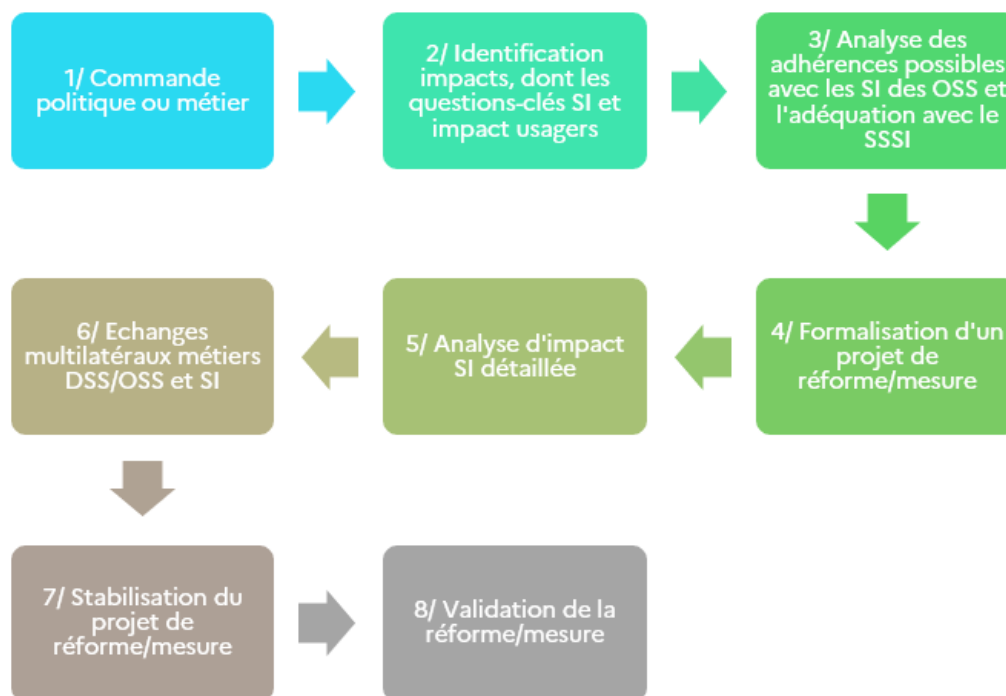 1/ Commande
politique ou métier
2/ Identification
impacts, dont les
questions-clés SI et
impact usagers
3/ Analyse des
adhérences possibles
avec les SI des OSS et
l'adéquation avec le
SSSI
4/ Formalisation d'un
projet de
réforme/mesure
5/ Analyse d'impact
SI détaillée
6/ Echanges
multilatéraux métiers
DSS/OSS et SI
7/ Stabilisation du
projet de
réforme/mesure
8/ Validation de la
réforme/mesure